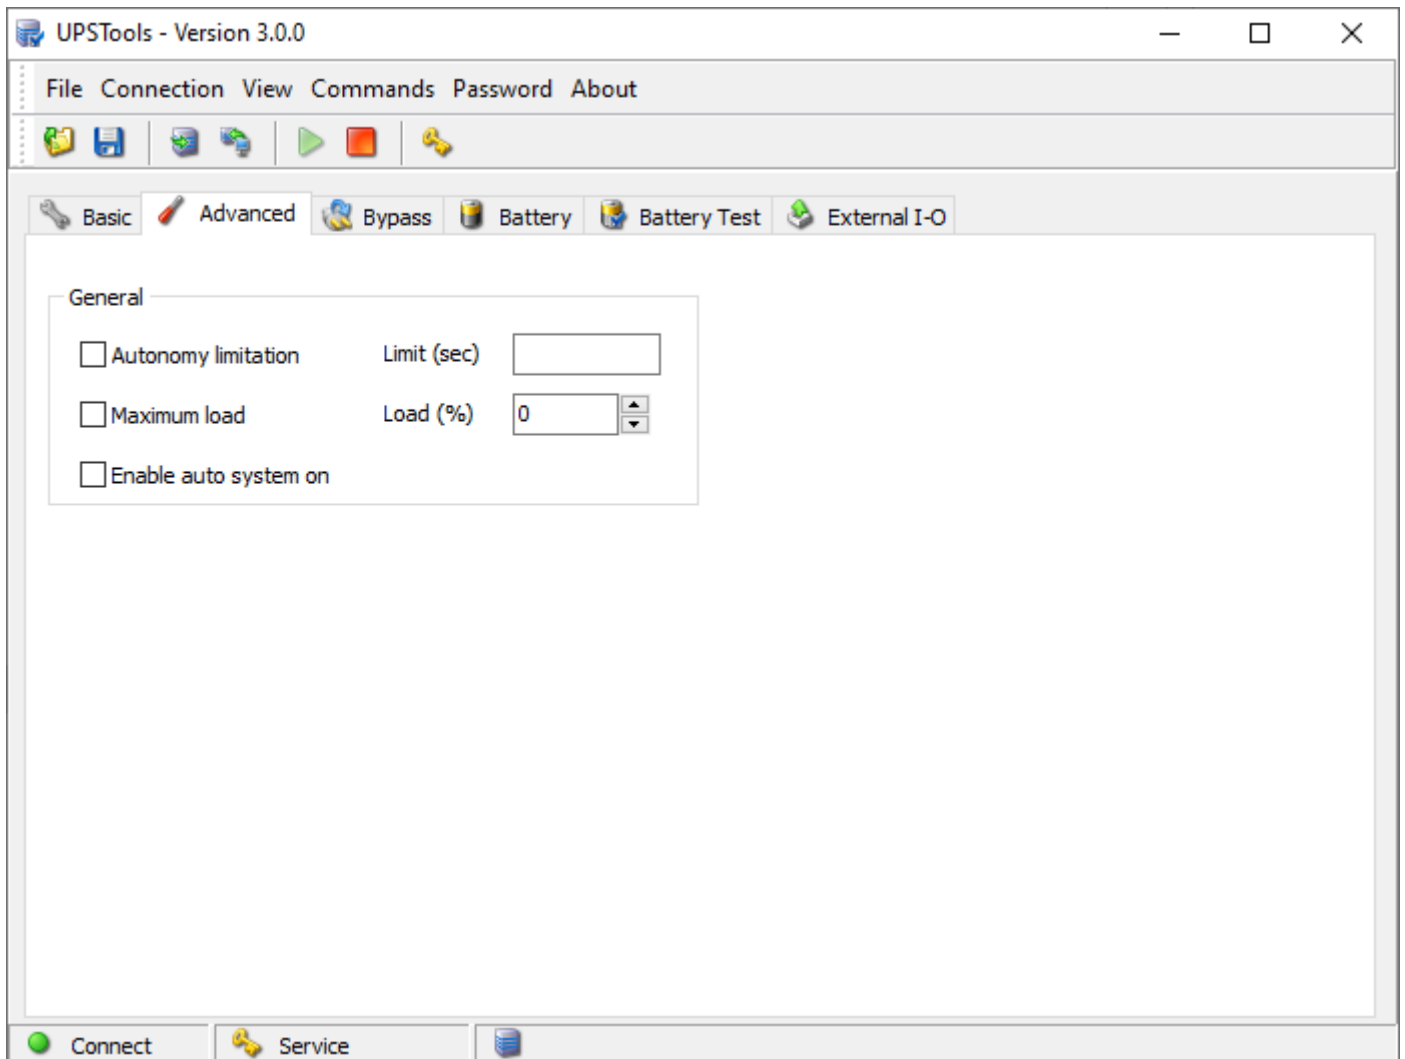 UPSTools - Version 3.0.0
File Connection View Commands Password About
Basic Advanced Bypass Battery Battery Test External I-O
General
Autonomy limitation Limit (sec)
Maximum load Load (%) 0
Enable auto system on
Connect Service